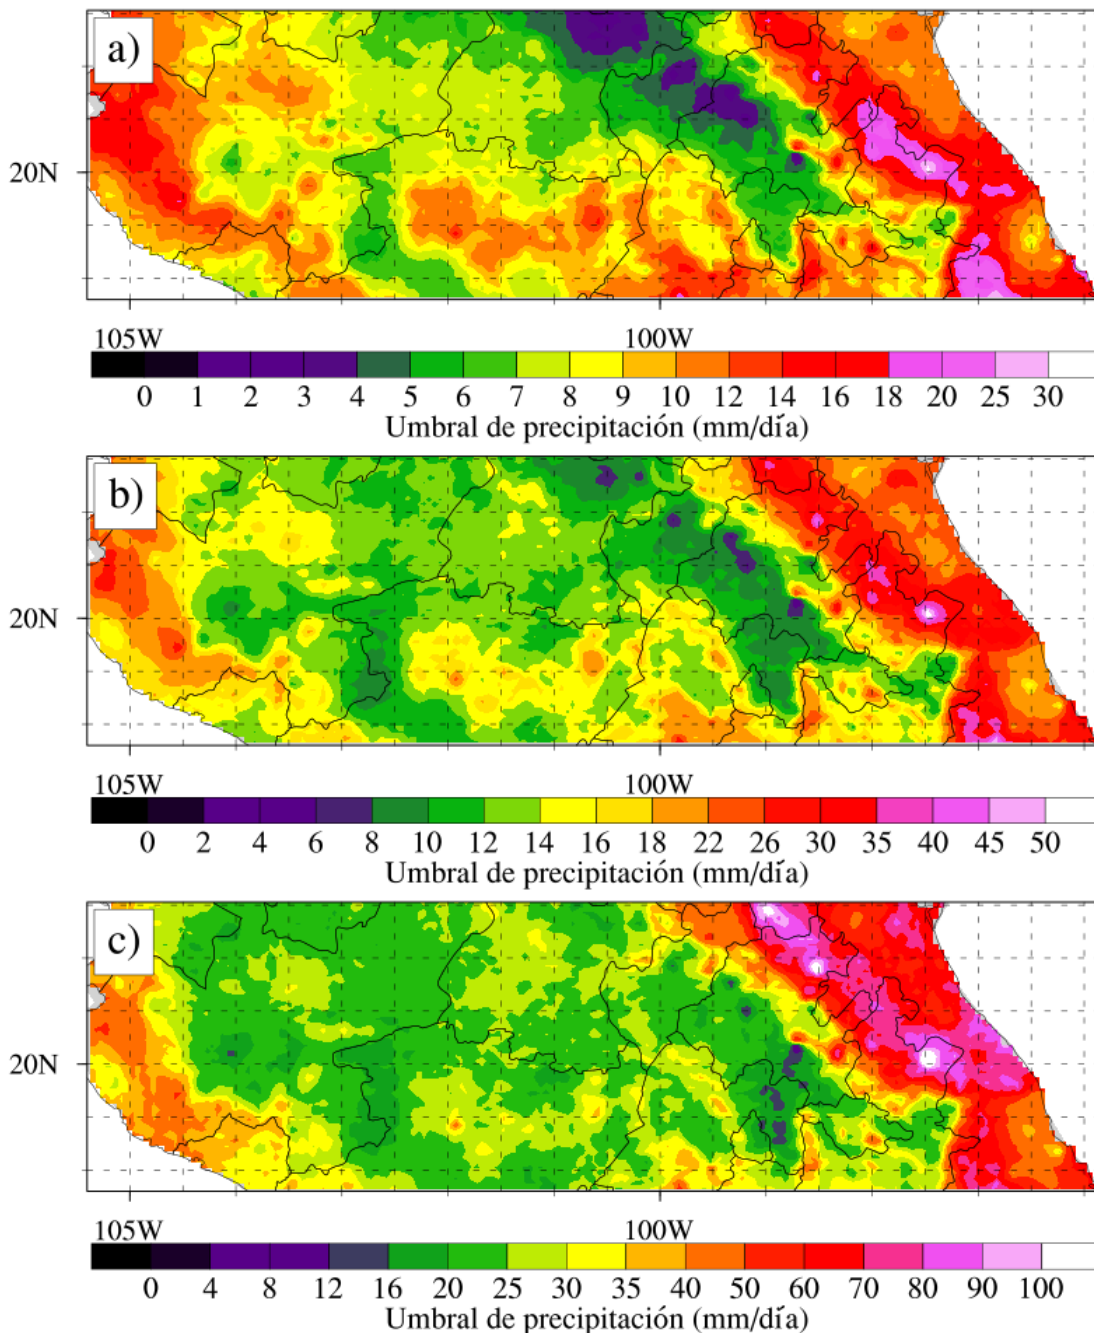 a)
20N
105W 100W
0 1 2 3 4 5 6 7 8 9 10 12 14 16 18 20 25 30
Umbral de precipitación (mm/día)
b)
20N
105W 100W
0 2 4 6 8 10 12 14 16 18 22 26 30 35 40 45 50
Umbral de precipitación (mm/día)
c)
20N
105W 100W
0 4 8 12 16 20 25 30 35 40 50 60 70 80 90 100
Umbral de precipitación (mm/día)